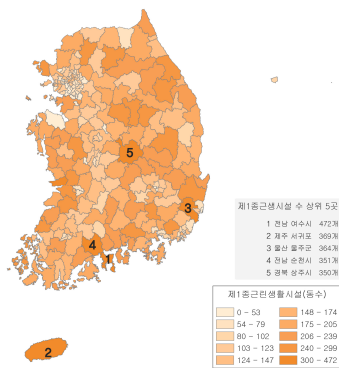 5
3
4
1
2
제1종근생시설 수 상위 5곳
1 전남 여수시 472개
2 제주 서귀포 369개
3 울산 울주군 364개
4 전남 순천시 351개
5 경북 상주시 350개
제1종근린생활시설(동수)
0 - 53 148 - 174
54 - 79 175 - 205
80 - 102 206 - 239
103 - 123 240 - 299
124 - 147 300 - 472